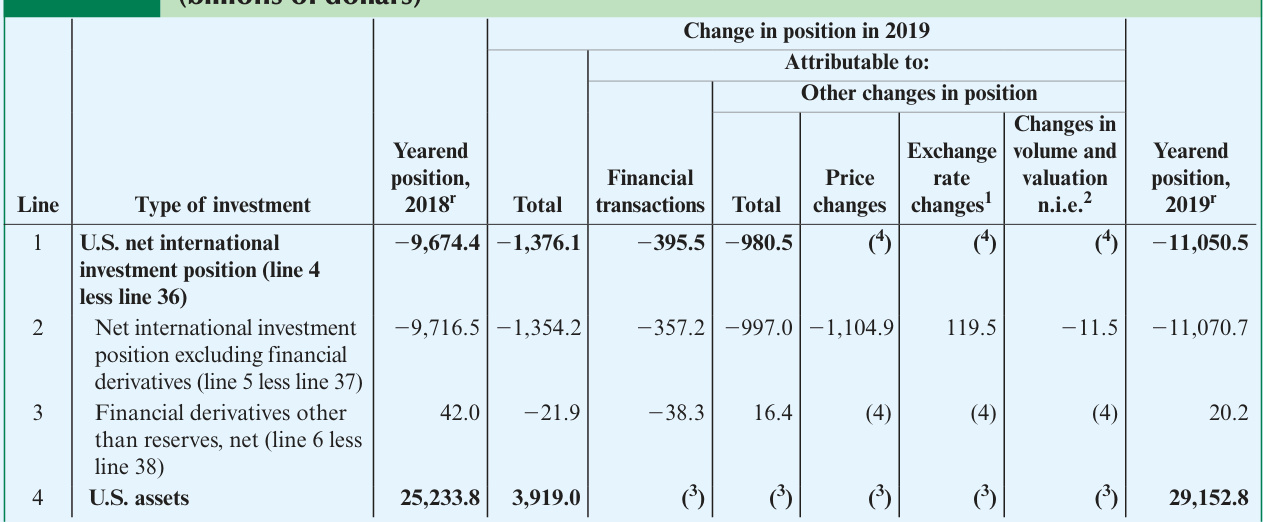 (billions of dollars)
Change in position in 2019
Attributable to:
Other changes in position
Line
Type of investment
Yearend position, 2018ʳ
Total
Financial transactions
Total
Price changes
Exchange rate changes¹
Changes in volume and valuation n.i.e.²
Yearend position, 2019ʳ
1 U.S. net international −9,674.4 −1,376.1 −395.5 −980.5 (⁴) (⁴) (⁴) −11,050.5
investment position (line 4
less line 36)
2 Net international investment −9,716.5 −1,354.2 −357.2 −997.0 −1,104.9 119.5 −11.5 −11,070.7
position excluding financial
derivatives (line 5 less line 37)
3 Financial derivatives other 42.0 −21.9 −38.3 16.4 (4) (4) (4) 20.2
than reserves, net (line 6 less
line 38)
4 U.S. assets 25,233.8 3,919.0 (³) (³) (³) (³) (³) 29,152.8